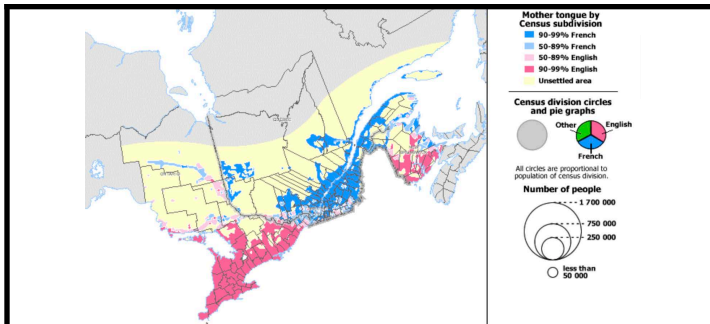 Mother tongue by
Census subdivision
90-99% French
50-89% French
50-89% English
90-99% English
Unsettled area
Census division circles
and pie graphs
Other
English
French
All circles are proportional to
population of census division.
Number of people
1 700 000
750 000
250 000
less than
50 000